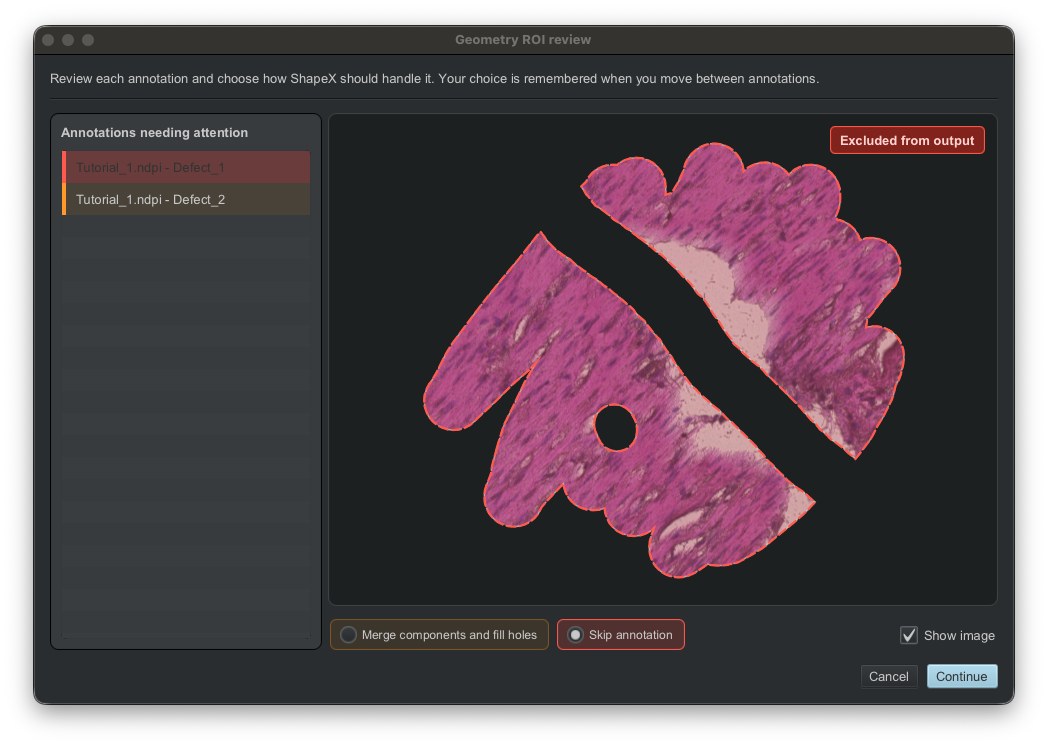 Geometry ROI review
Review each annotation and choose how ShapeX should handle it. Your choice is remembered when you move between annotations.
Annotations needing attention
Tutorial_1.ndpi - Defect_1
Tutorial_1.ndpi - Defect_2
Excluded from output
Merge components and fill holes
Skip annotation
Show image
Cancel
Continue